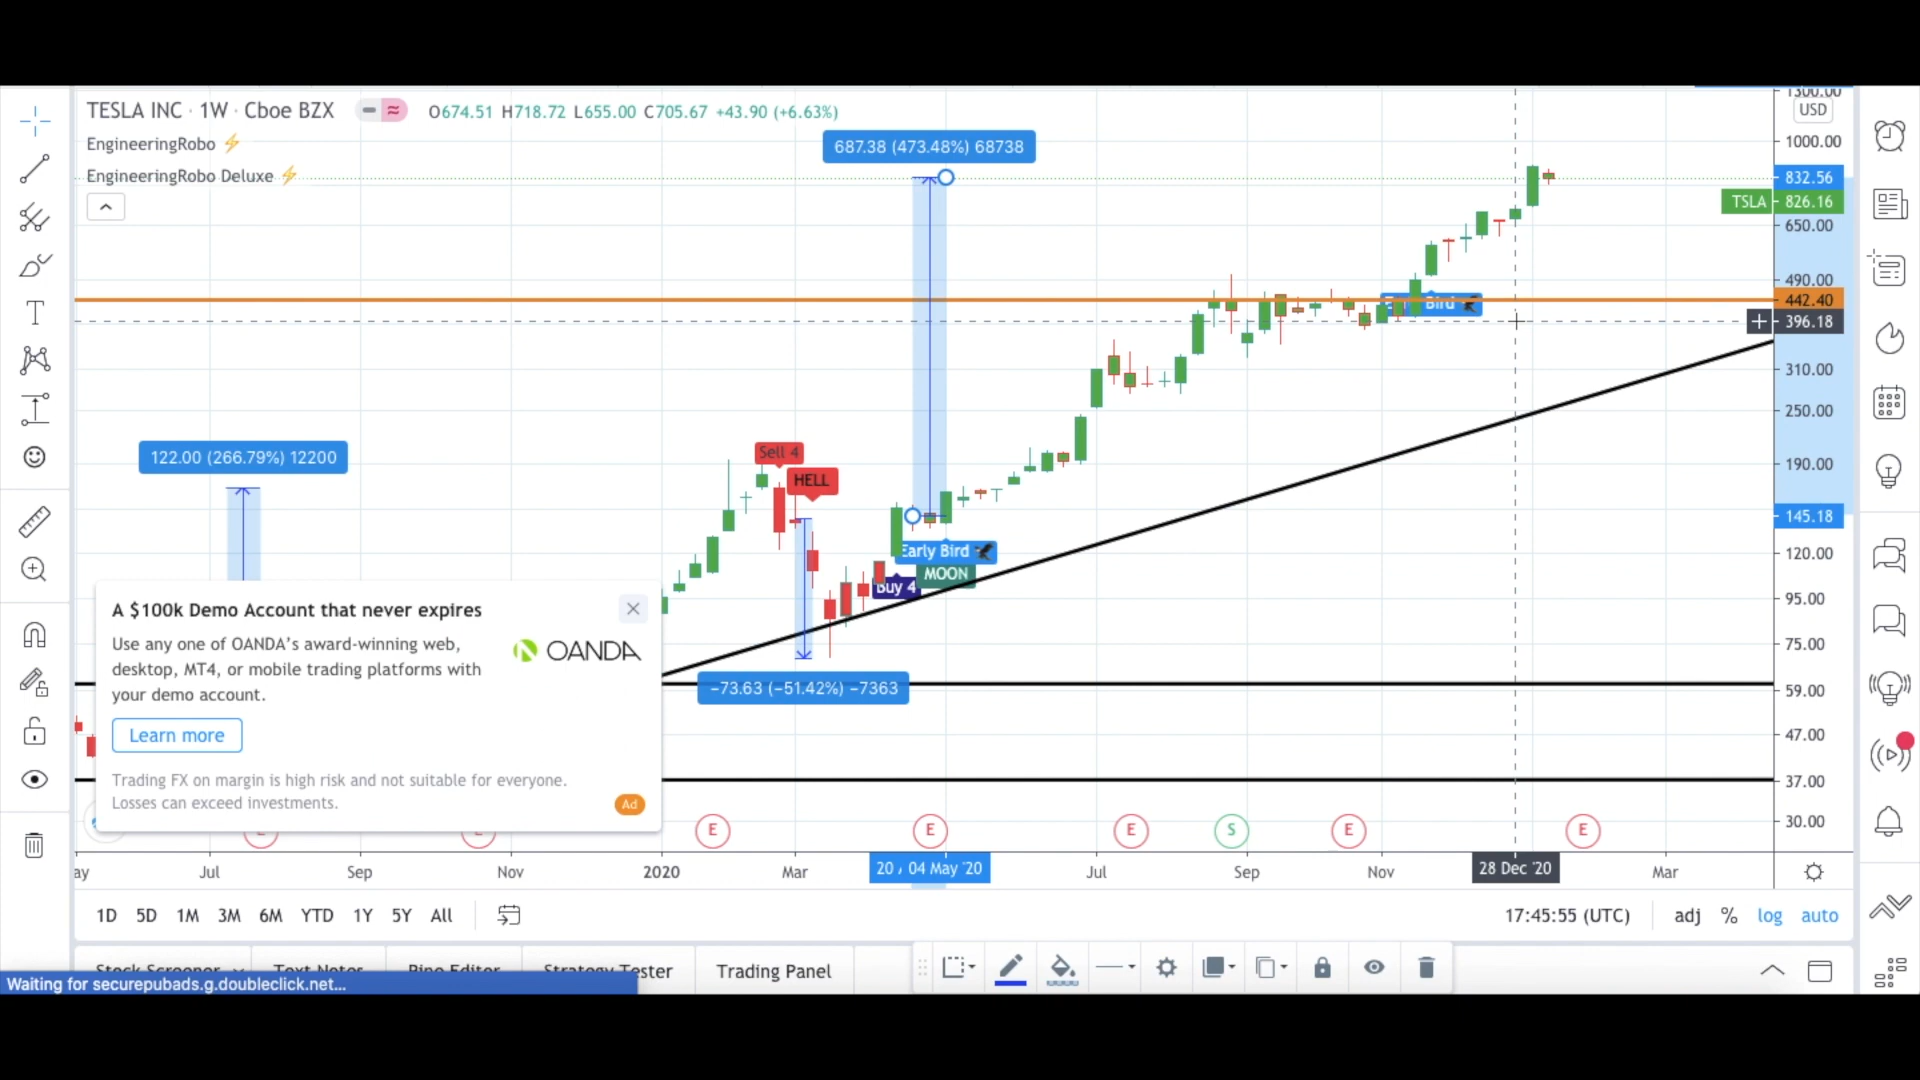 TESLA INC · 1W · Cboe BZX
O674.51 H718.72 L655.00 C705.67 +43.90 (+6.63%)
EngineeringRobo
EngineeringRobo Deluxe
687.38 (473.48%) 68738
122.00 (266.79%) 12200
Sell 4
HELL
Early Bird
MOON
Buy 4
Bird
−73.63 (−51.42%) −7363
1300.00
USD
1000.00
832.56
TSLA 826.16
650.00
490.00
442.40
396.18
310.00
250.00
190.00
145.18
120.00
95.00
75.00
59.00
47.00
37.00
30.00
A $100k Demo Account that never expires
Use any one of OANDA's award-winning web,
desktop, MT4, or mobile trading platforms with
your demo account.
OANDA
Learn more
Trading FX on margin is high risk and not suitable for everyone.
Losses can exceed investments.
Ad
E E E E S E E
ay Jul Sep Nov 2020 Mar 20 04 May '20 Jul Sep Nov 28 Dec '20 Mar
1D 5D 1M 3M 6M YTD 1Y 5Y All
17:45:55 (UTC) adj % log auto
Stock Screener Text Notes Pine Editor Strategy Tester Trading Panel
Waiting for securepubads.g.doubleclick.net...